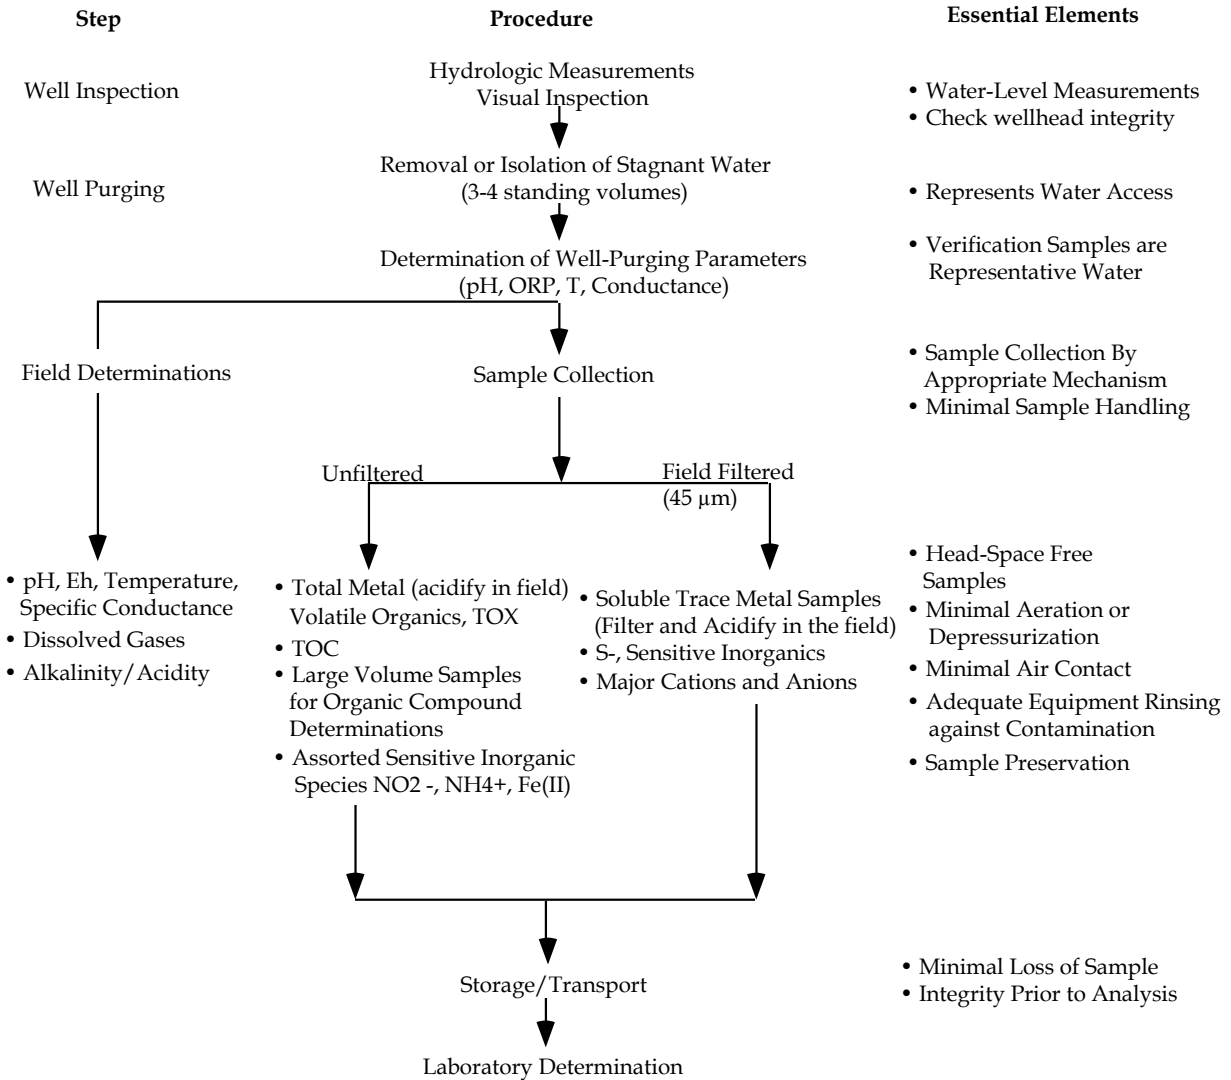 Step
Procedure
Essential Elements
Well Inspection
Hydrologic Measurements
Visual Inspection
• Water-Level Measurements
• Check wellhead integrity
Well Purging
Removal or Isolation of Stagnant Water
(3-4 standing volumes)
• Represents Water Access
Determination of Well-Purging Parameters
(pH, ORP, T, Conductance)
• Verification Samples are
Representative Water
Field Determinations
Sample Collection
• Sample Collection By
Appropriate Mechanism
• Minimal Sample Handling
Unfiltered
Field Filtered
(45 µm)
• pH, Eh, Temperature,
Specific Conductance
• Dissolved Gases
• Alkalinity/Acidity
• Total Metal (acidify in field)
Volatile Organics, TOX
• TOC
• Large Volume Samples
for Organic Compound
Determinations
• Assorted Sensitive Inorganic
Species NO2 -, NH4+, Fe(II)
• Soluble Trace Metal Samples
(Filter and Acidify in the field)
• S-, Sensitive Inorganics
• Major Cations and Anions
• Head-Space Free
Samples
• Minimal Aeration or
Depressurization
• Minimal Air Contact
• Adequate Equipment Rinsing
against Contamination
• Sample Preservation
Storage/Transport
• Minimal Loss of Sample
• Integrity Prior to Analysis
Laboratory Determination